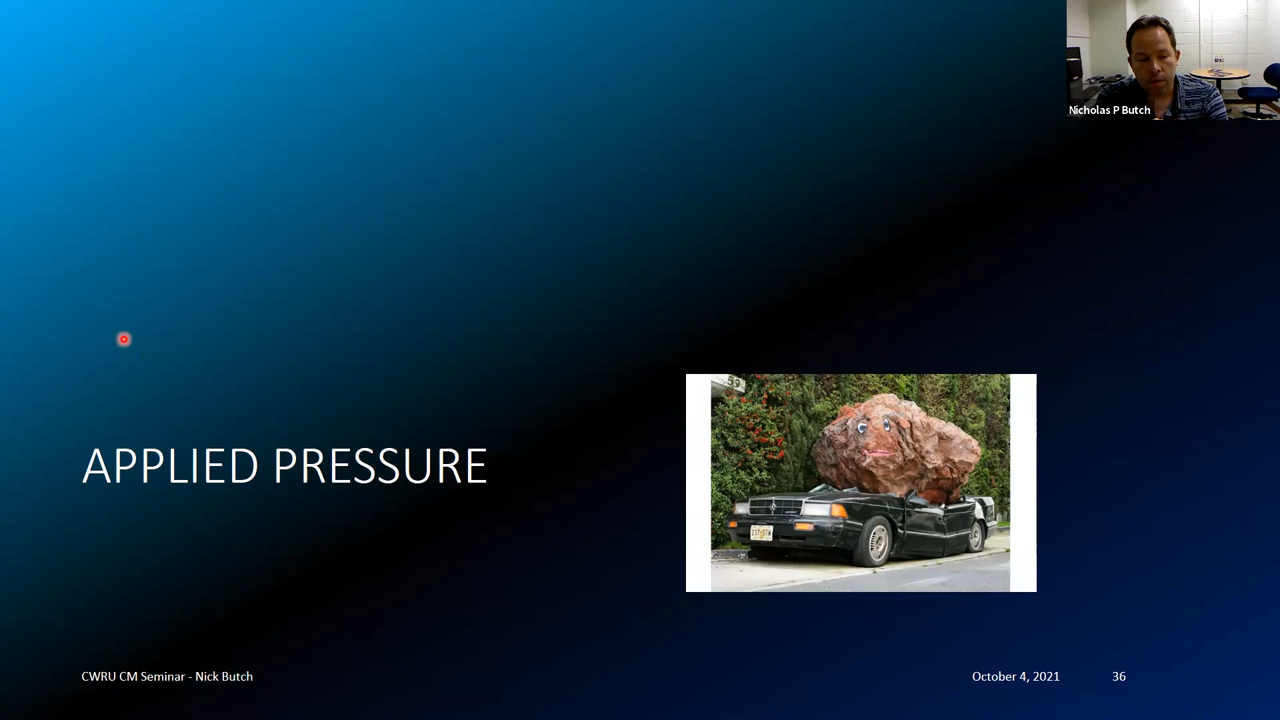 Nicholas P Butch
APPLIED PRESSURE
CWRU CM Seminar - Nick Butch
October 4, 2021
36